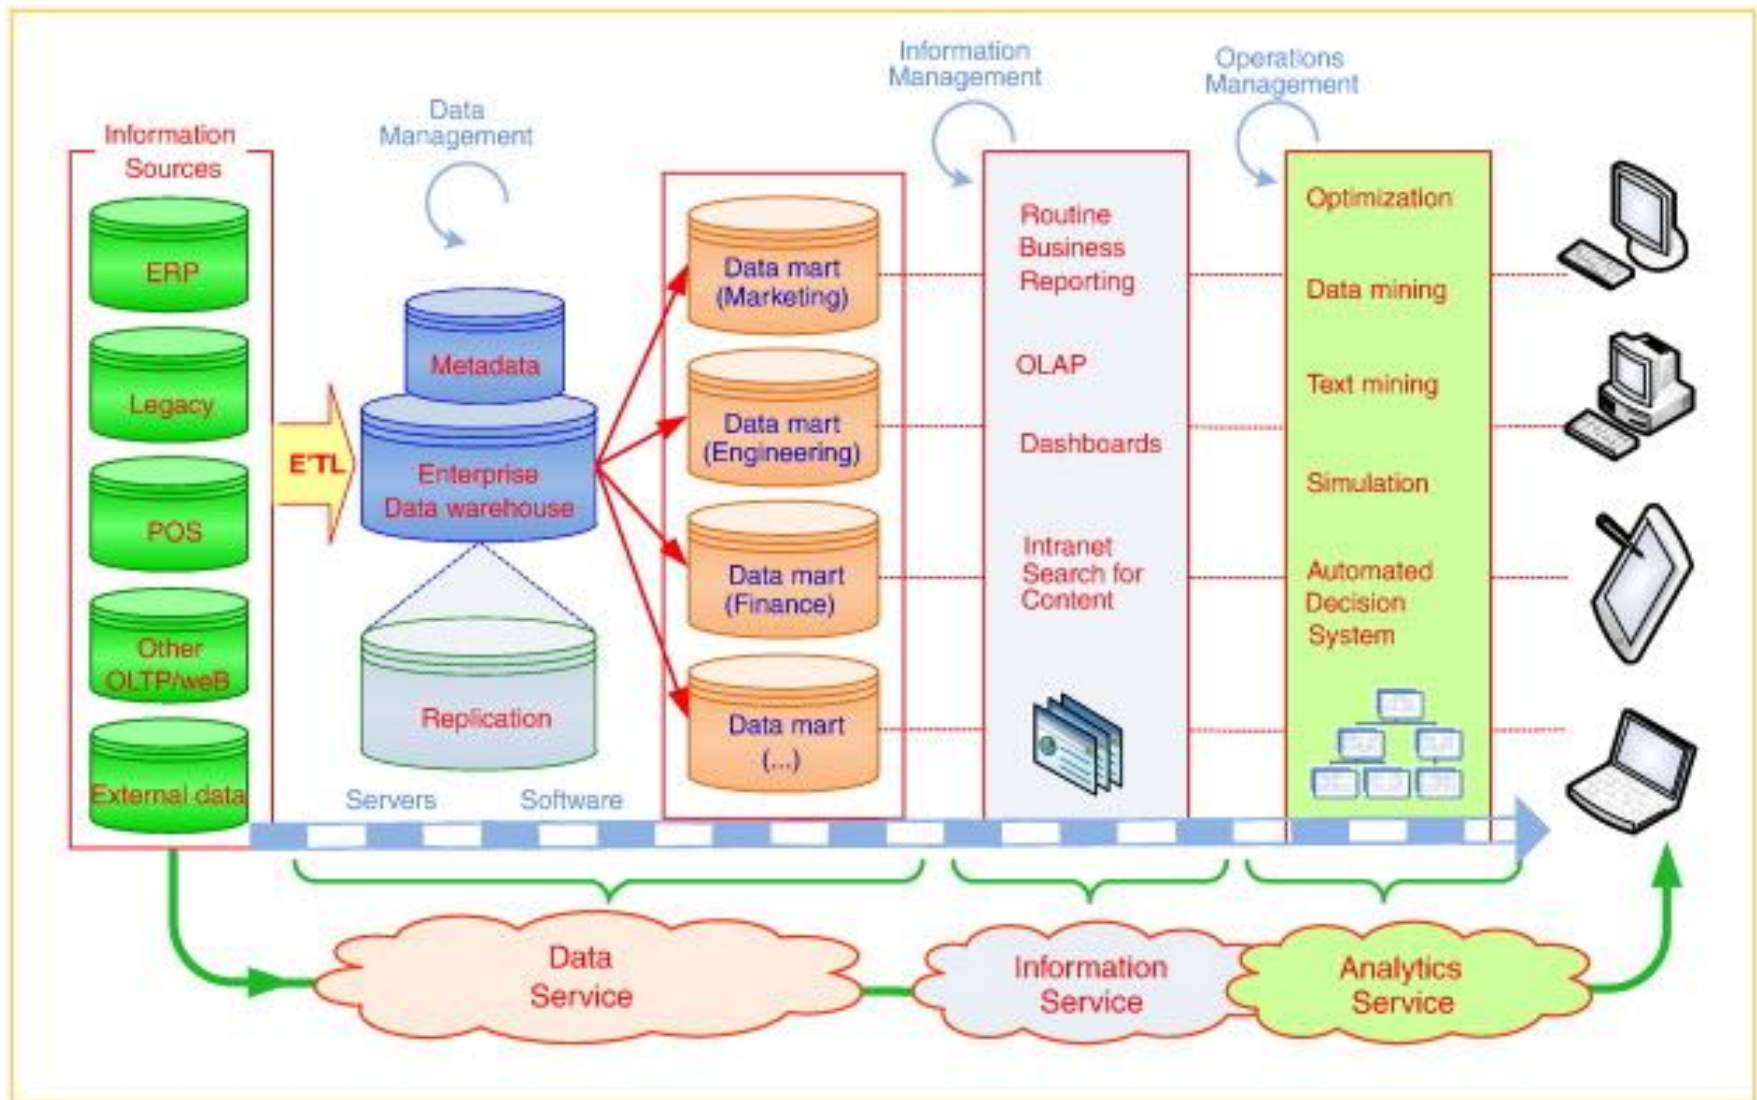 Information
Sources
ERP
Legacy
POS
Other
OLTP/weB
External data
E'TL
Data
Management
Metadata
Enterprise
Data warehouse
Replication
Servers
Software
Data mart
(Marketing)
Data mart
(Engineering)
Data mart
(Finance)
Data mart
(...)
Information
Management
Routine
Business
Reporting
OLAP
Dashboards
Intranet
Search for
Content
Operations
Management
Optimization
Data mining
Text mining
Simulation
Automated
Decision
System
Data
Service
Information
Service
Analytics
Service